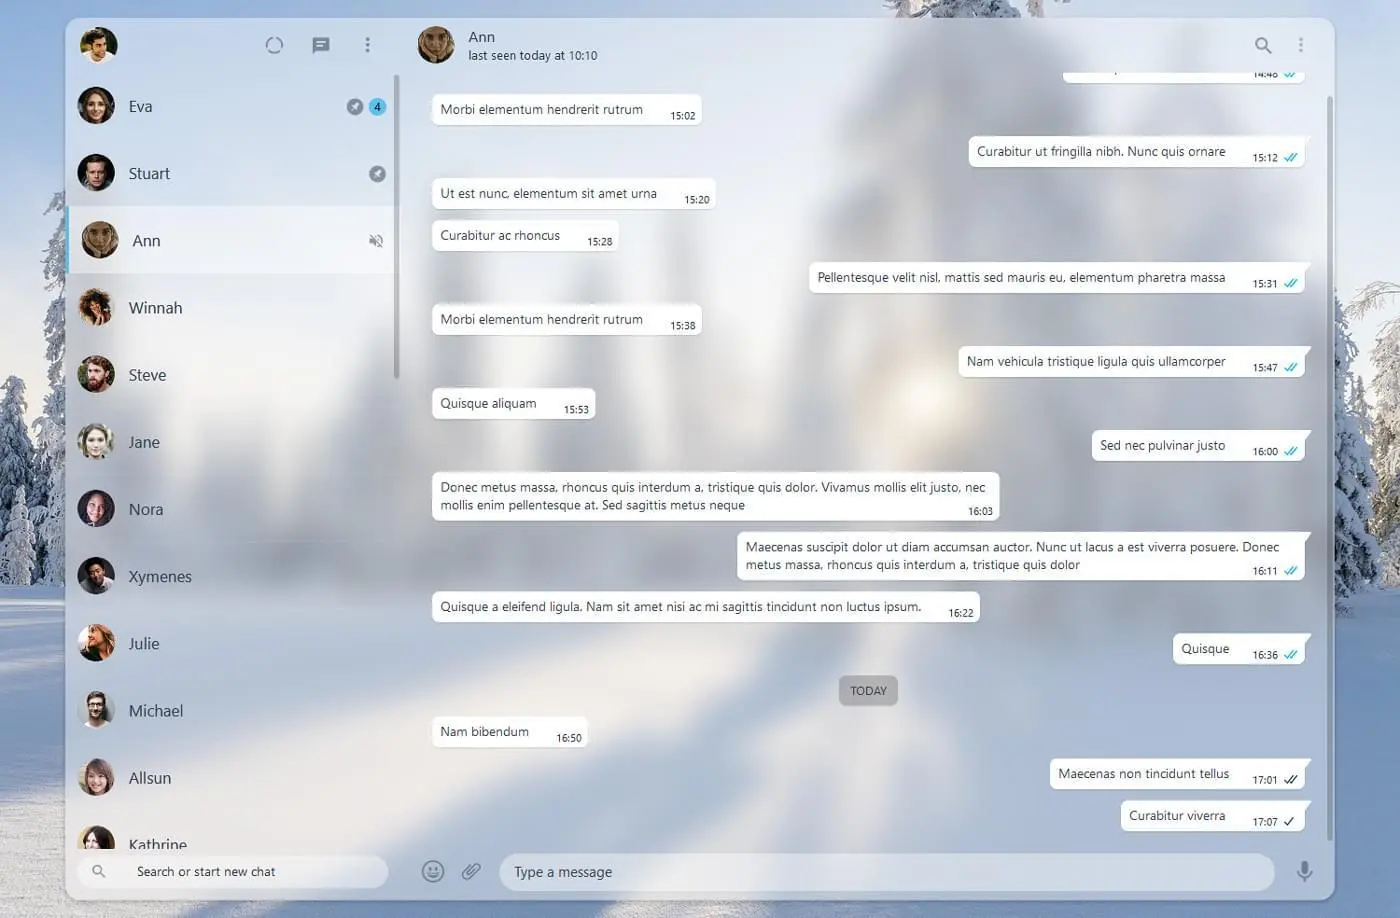 Ann
last seen today at 10:10
Eva
4
Stuart
Ann
Winnah
Steve
Jane
Nora
Xymenes
Julie
Michael
Allsun
Kathrine
Search or start new chat
14:48
Morbi elementum hendrerit rutrum 15:02
Curabitur ut fringilla nibh. Nunc quis ornare 15:12
Ut est nunc, elementum sit amet urna 15:20
Curabitur ac rhoncus 15:28
Pellentesque velit nisl, mattis sed mauris eu, elementum pharetra massa 15:31
Morbi elementum hendrerit rutrum 15:38
Nam vehicula tristique ligula quis ullamcorper 15:47
Quisque aliquam 15:53
Sed nec pulvinar justo 16:00
Donec metus massa, rhoncus quis interdum a, tristique quis dolor. Vivamus mollis elit justo, nec
mollis enim pellentesque at. Sed sagittis metus neque 16:03
Maecenas suscipit dolor ut diam accumsan auctor. Nunc ut lacus a est viverra posuere. Donec
metus massa, rhoncus quis interdum a, tristique quis dolor 16:11
Quisque a eleifend ligula. Nam sit amet nisi ac mi sagittis tincidunt non luctus ipsum. 16:22
Quisque 16:36
TODAY
Nam bibendum 16:50
Maecenas non tincidunt tellus 17:01
Curabitur viverra 17:07
Type a message